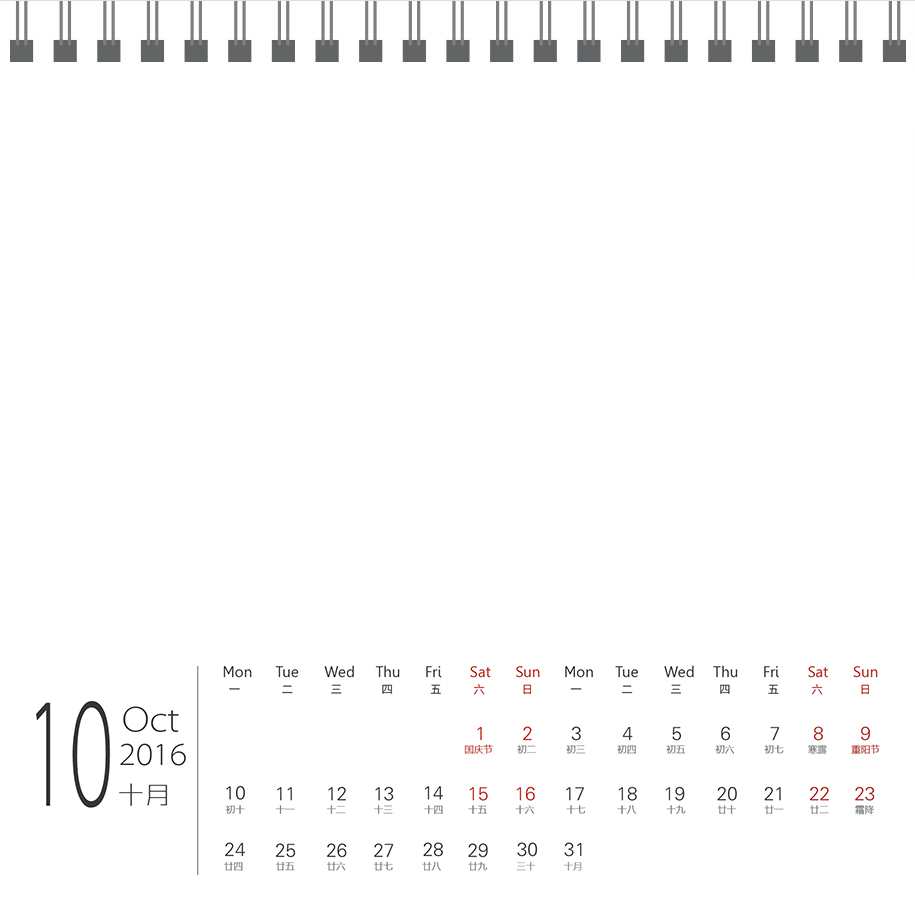 10
Oct
2016
十月
Mon Tue Wed Thu Fri Sat Sun Mon Tue Wed Thu Fri Sat Sun
一 二 三 四 五 六 日 一 二 三 四 五 六 日
1 2 3 4 5 6 7 8 9
国庆节 初二 初三 初四 初五 初六 初七 寒露 重阳节
10 11 12 13 14 15 16 17 18 19 20 21 22 23
初十 十一 十二 十三 十四 十五 十六 十七 十八 十九 廿十 廿一 廿二 霜降
24 25 26 27 28 29 30 31
廿四 廿五 廿六 廿七 廿八 廿九 三十 十月